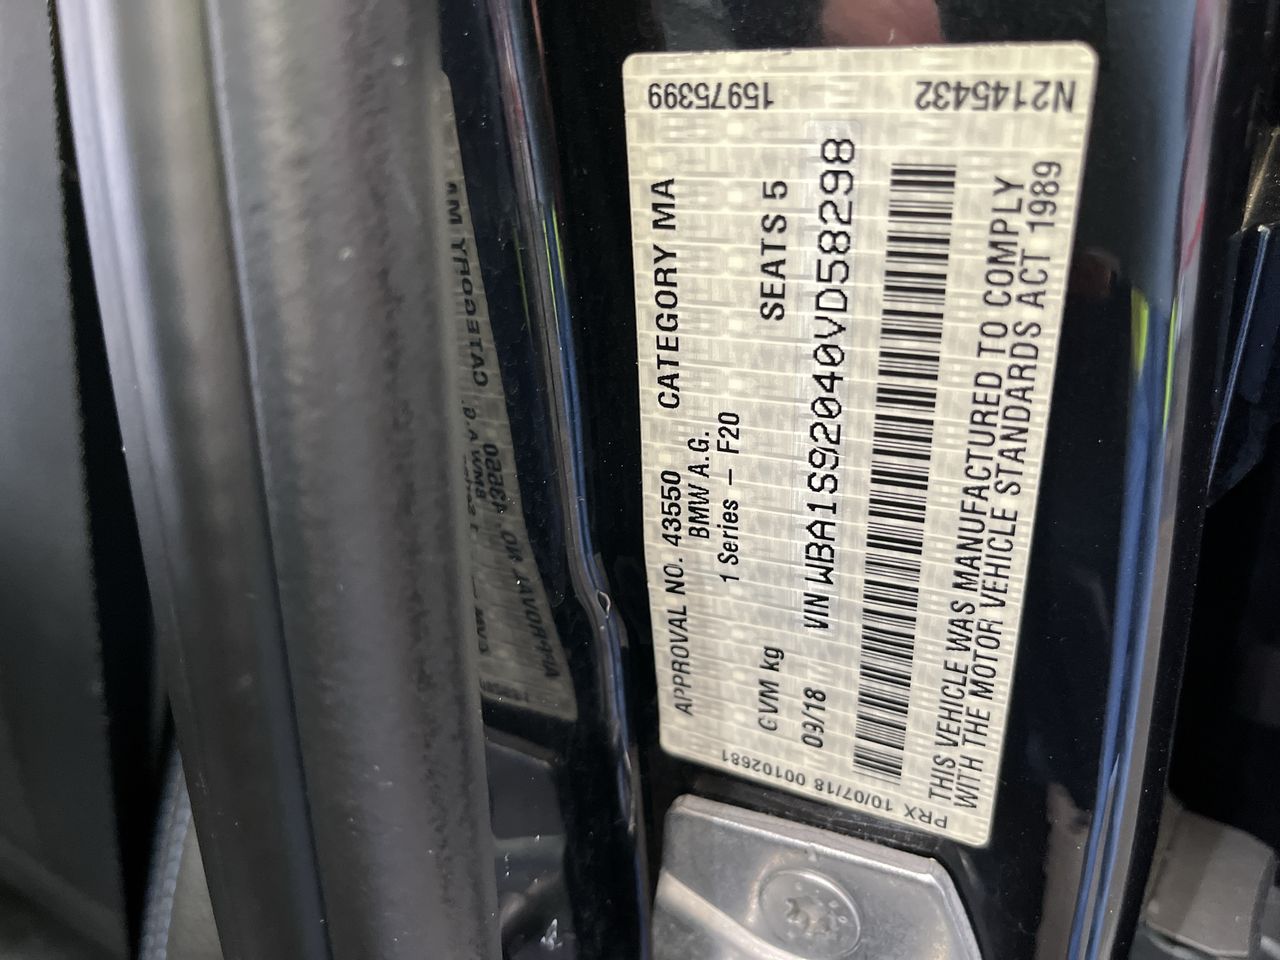 15975399 N2145432
APPROVAL NO. 43550 CATEGORY MA
BMW A.G.
1 Series – F20
GVM kg SEATS 5
03/18 VIN WBA1S92040VD58298
THIS VEHICLE WAS MANUFACTURED TO COMPLY
WITH THE MOTOR VEHICLE STANDARDS ACT 1989
PRX 10/07/18 00102681